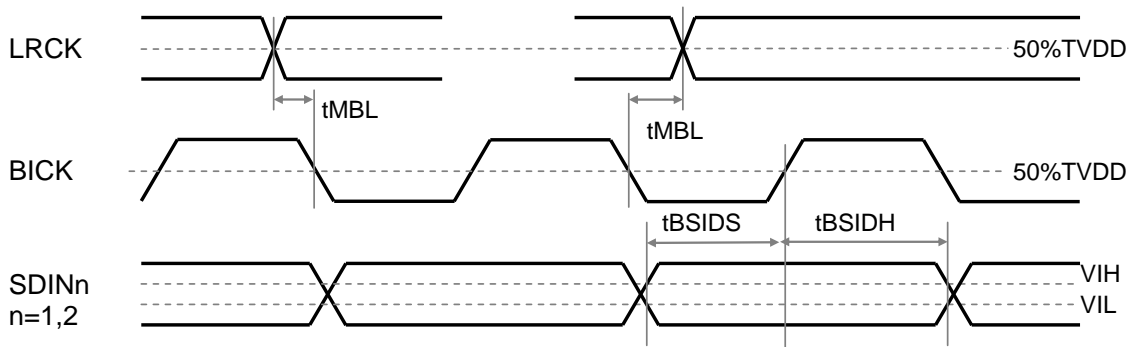 LRCK
50%TVDD
tMBL
tMBL
BICK
50%TVDD
tBSIDS
tBSIDH
SDINn
n=1,2
VIH
VIL